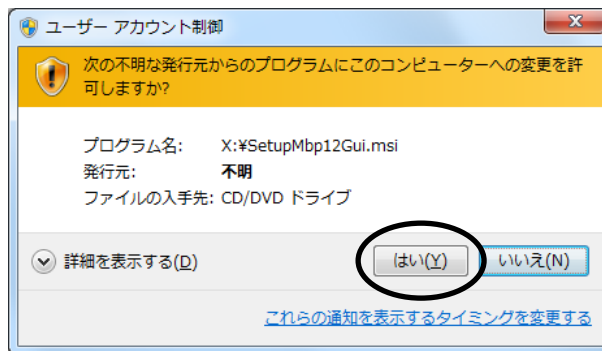 ユーザー アカウント制御
次の不明な発行元からのプログラムにこのコンピューターへの変更を許
可しますか?
プログラム名: X:¥SetupMbp12Gui.msi
発行元: 不明
ファイルの入手先: CD/DVD ドライブ
詳細を表示する(D) はい(Y) いいえ(N)
これらの通知を表示するタイミングを変更する